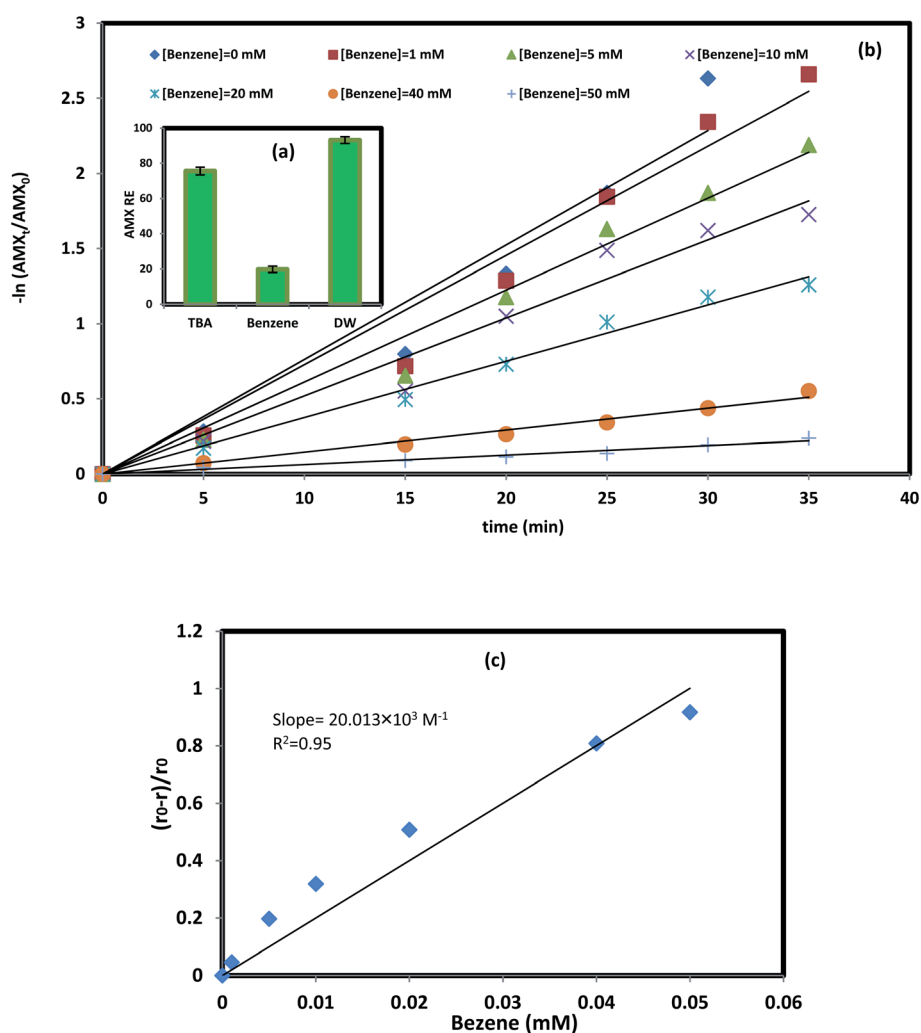 (b)
[Benzene]=0 mM [Benzene]=1 mM [Benzene]=5 mM [Benzene]=10 mM
[Benzene]=20 mM [Benzene]=40 mM [Benzene]=50 mM
-ln (AMXt/AMX0)
3
2.5
2
1.5
1
0.5
0
0 5 10 15 20 25 30 35 40
time (min)
(a)
AMX RE
100
80
60
40
20
0
TBA Benzene DW
(c)
Slope= 20.013×10³ M⁻¹
R²=0.95
(r0-r)/r0
1.2
1
0.8
0.6
0.4
0.2
0
0 0.01 0.02 0.03 0.04 0.05 0.06
Bezene (mM)